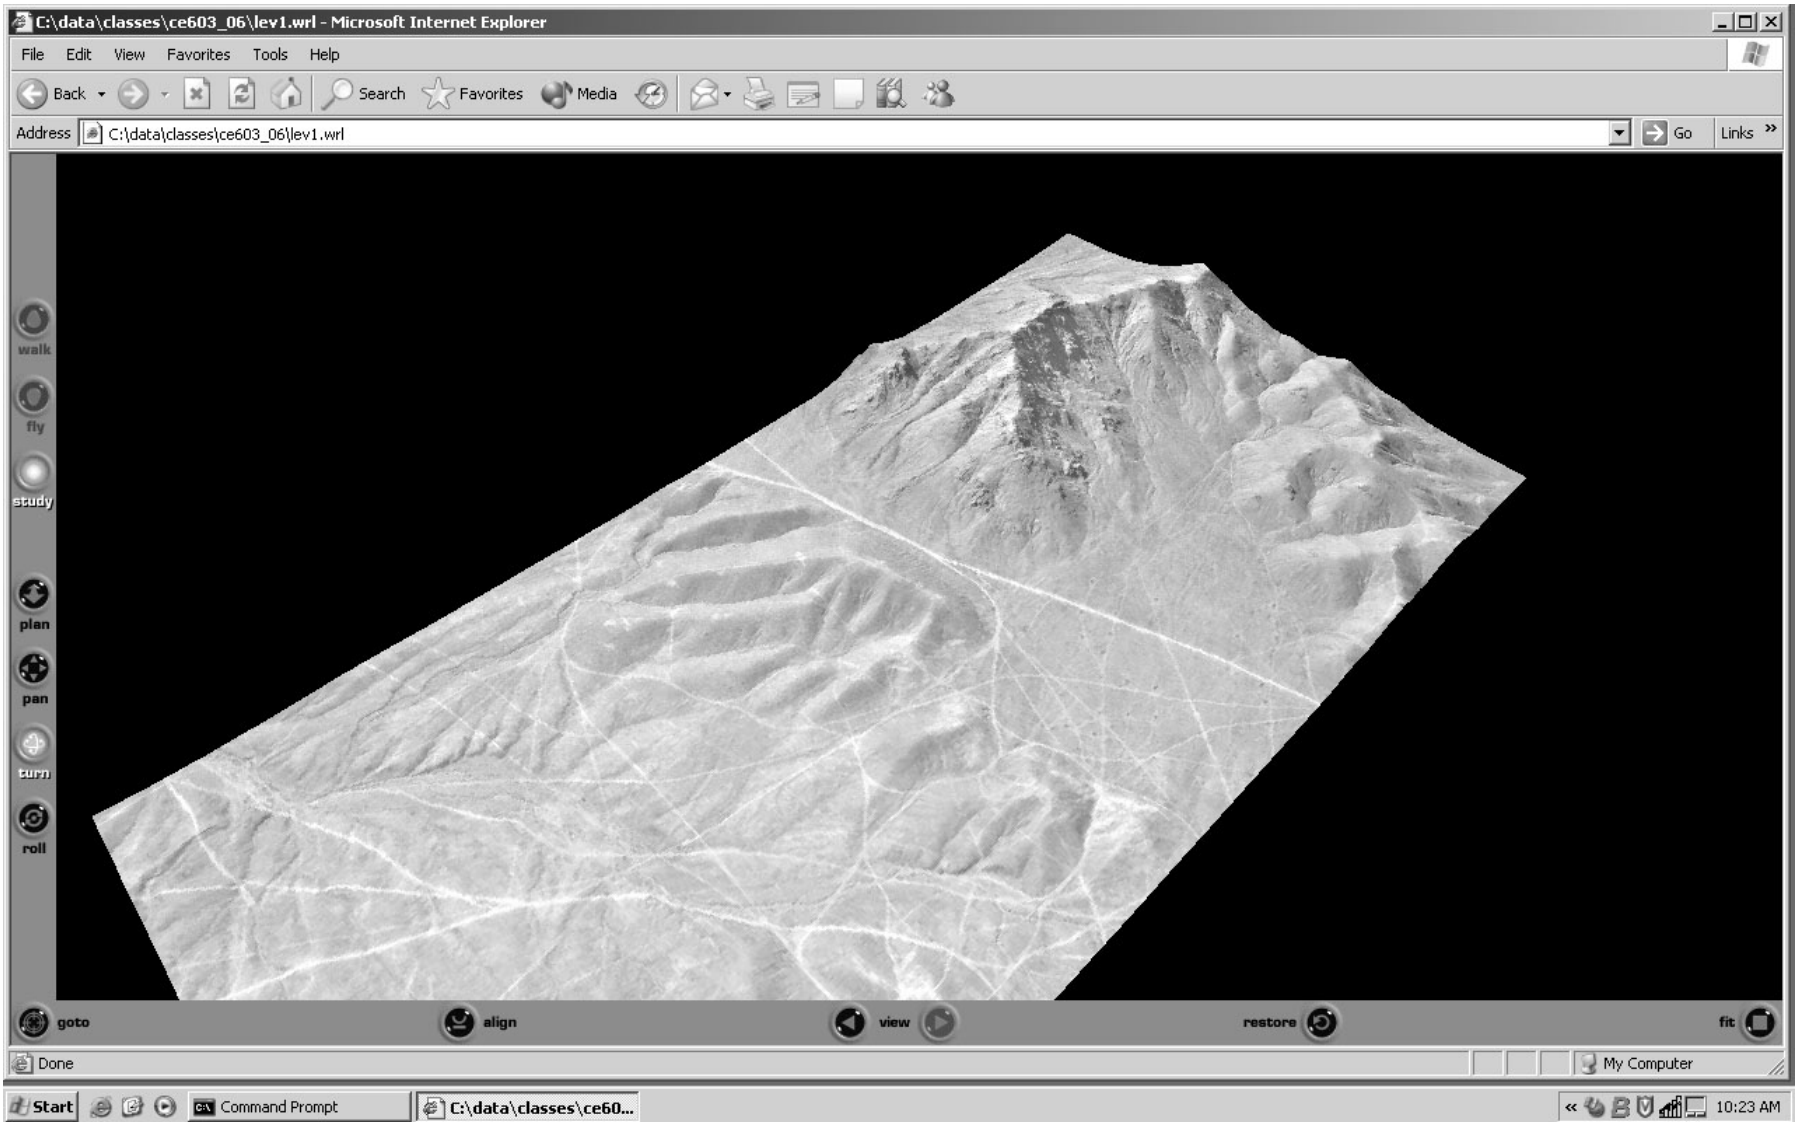 C:\data\classes\ce603_06\lev1.wrl - Microsoft Internet Explorer
File Edit View Favorites Tools Help
Back Search Favorites Media
Address C:\data\classes\ce603_06\lev1.wrl Go Links »
walk
fly
study
plan
pan
turn
roll
goto align view restore fit
Done My Computer
Start Command Prompt C:\data\classes\ce60... « 10:23 AM